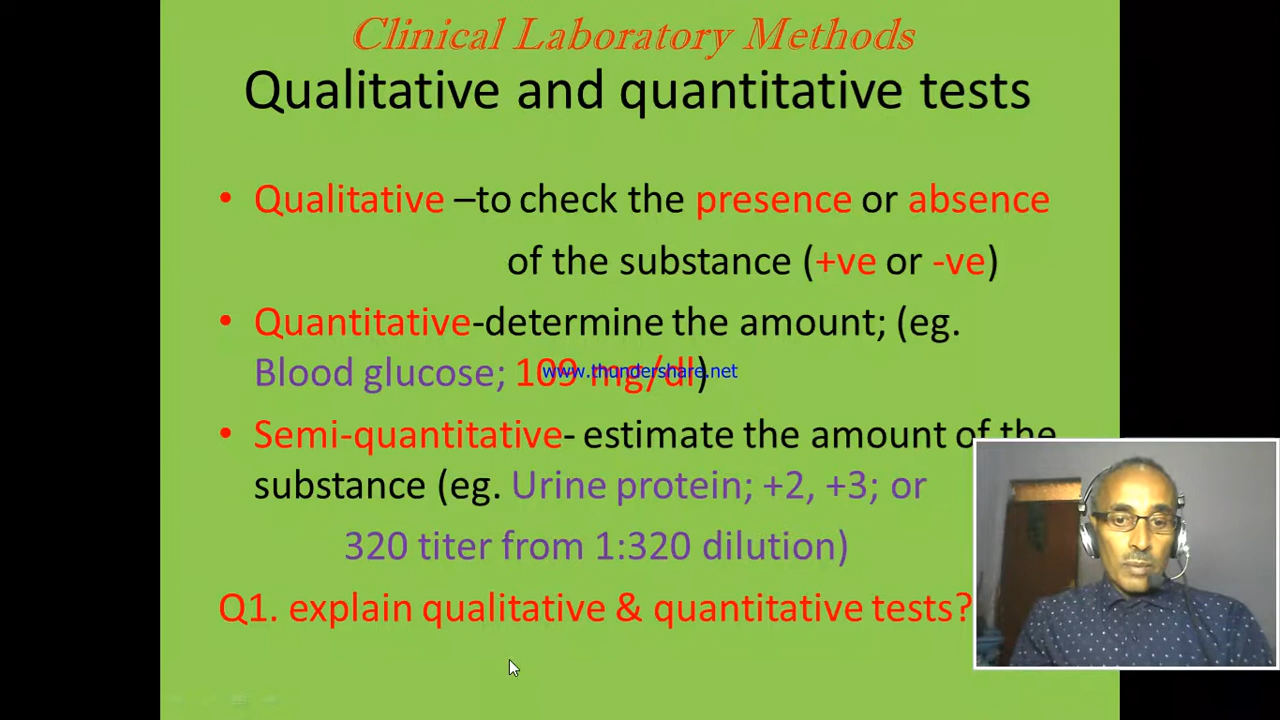 Clinical Laboratory Methods
Qualitative and quantitative tests
• Qualitative –to check the presence or absence
of the substance (+ve or -ve)
• Quantitative-determine the amount; (eg.
Blood glucose; 109 mg/dl)
www.thundershare.net
• Semi-quantitative- estimate the amount of the
substance (eg. Urine protein; +2, +3; or
320 titer from 1:320 dilution)
Q1. explain qualitative & quantitative tests?